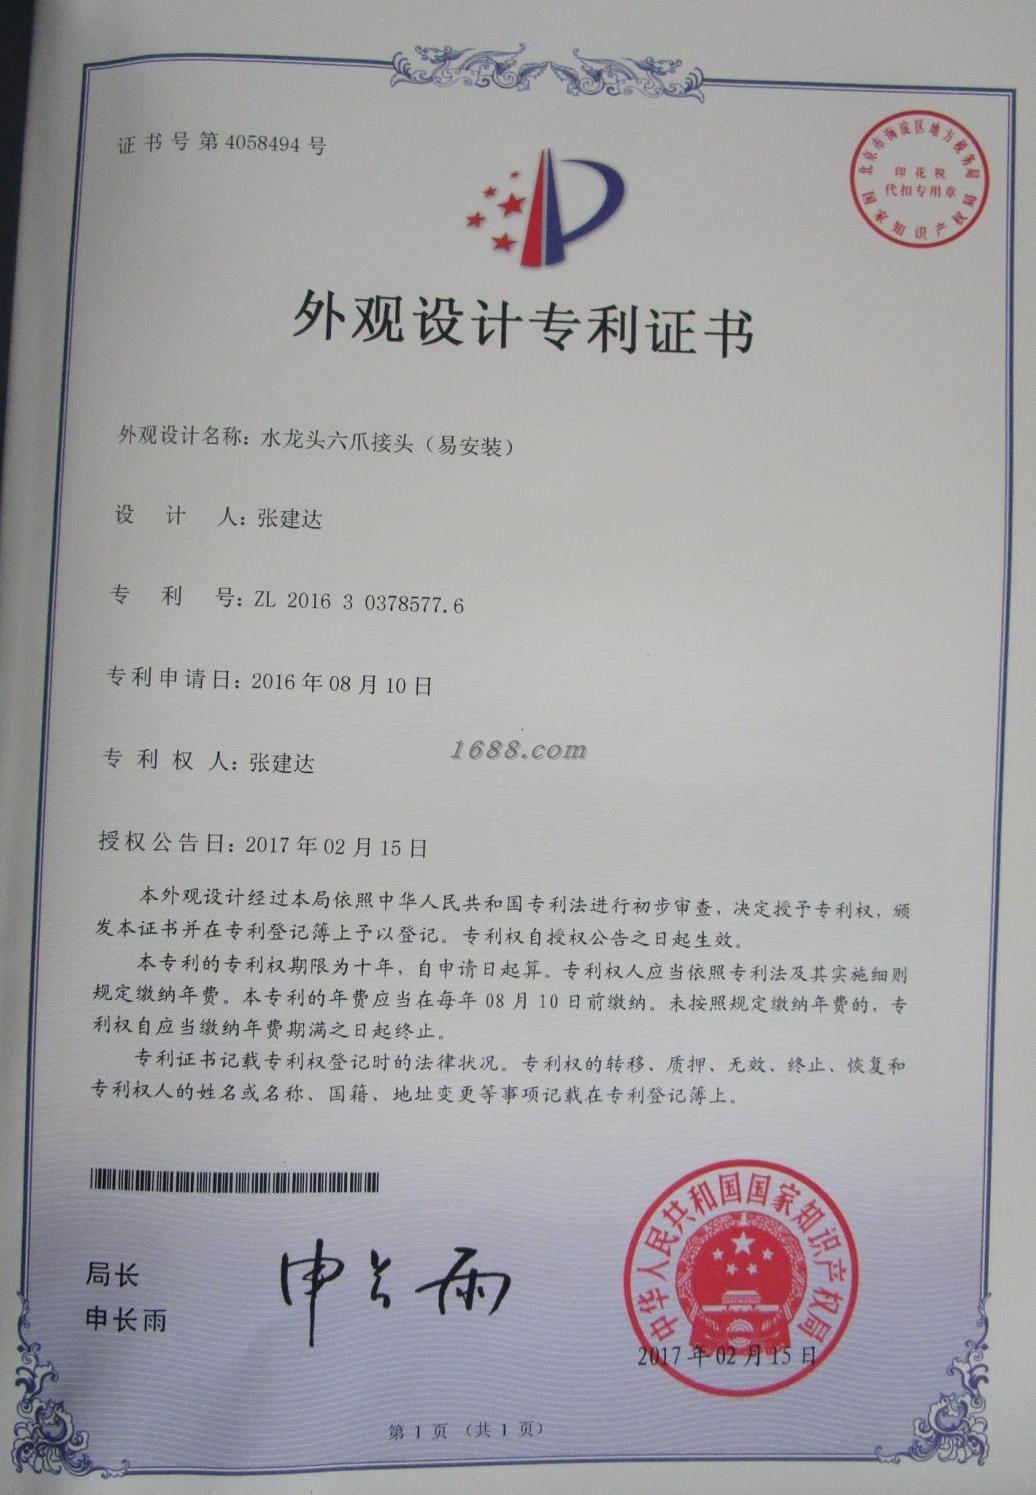 证书号第4058494号
北京市海淀区地方税务局
印花税
代扣专用章
国家知识产权局
外观设计专利证书
外观设计名称：水龙头六爪接头（易安装）
设计人：张建达
专利号：ZL 2016 3 0378577.6
专利申请日：2016年08月10日
1688.com
专利权人：张建达
授权公告日：2017年02月15日
本外观设计经过本局依照中华人民共和国专利法进行初步审查，决定授予专利权，颁
发本证书并在专利登记簿上予以登记。专利权自授权公告之日起生效。
本专利的专利权期限为十年，自申请日起算。专利权人应当依照专利法及其实施细则
规定缴纳年费。本专利的年费应当在每年08月10日前缴纳。未按照规定缴纳年费的，专
利权自应当缴纳年费期满之日起终止。
专利证书记载专利权登记时的法律状况。专利权的转移、质押、无效、终止、恢复和
专利权人的姓名或名称、国籍、地址变更等事项记载在专利登记簿上。
局长
申长雨
申长雨
中华人民共和国国家知识产权局
2017年02月15日
第1页（共1页）